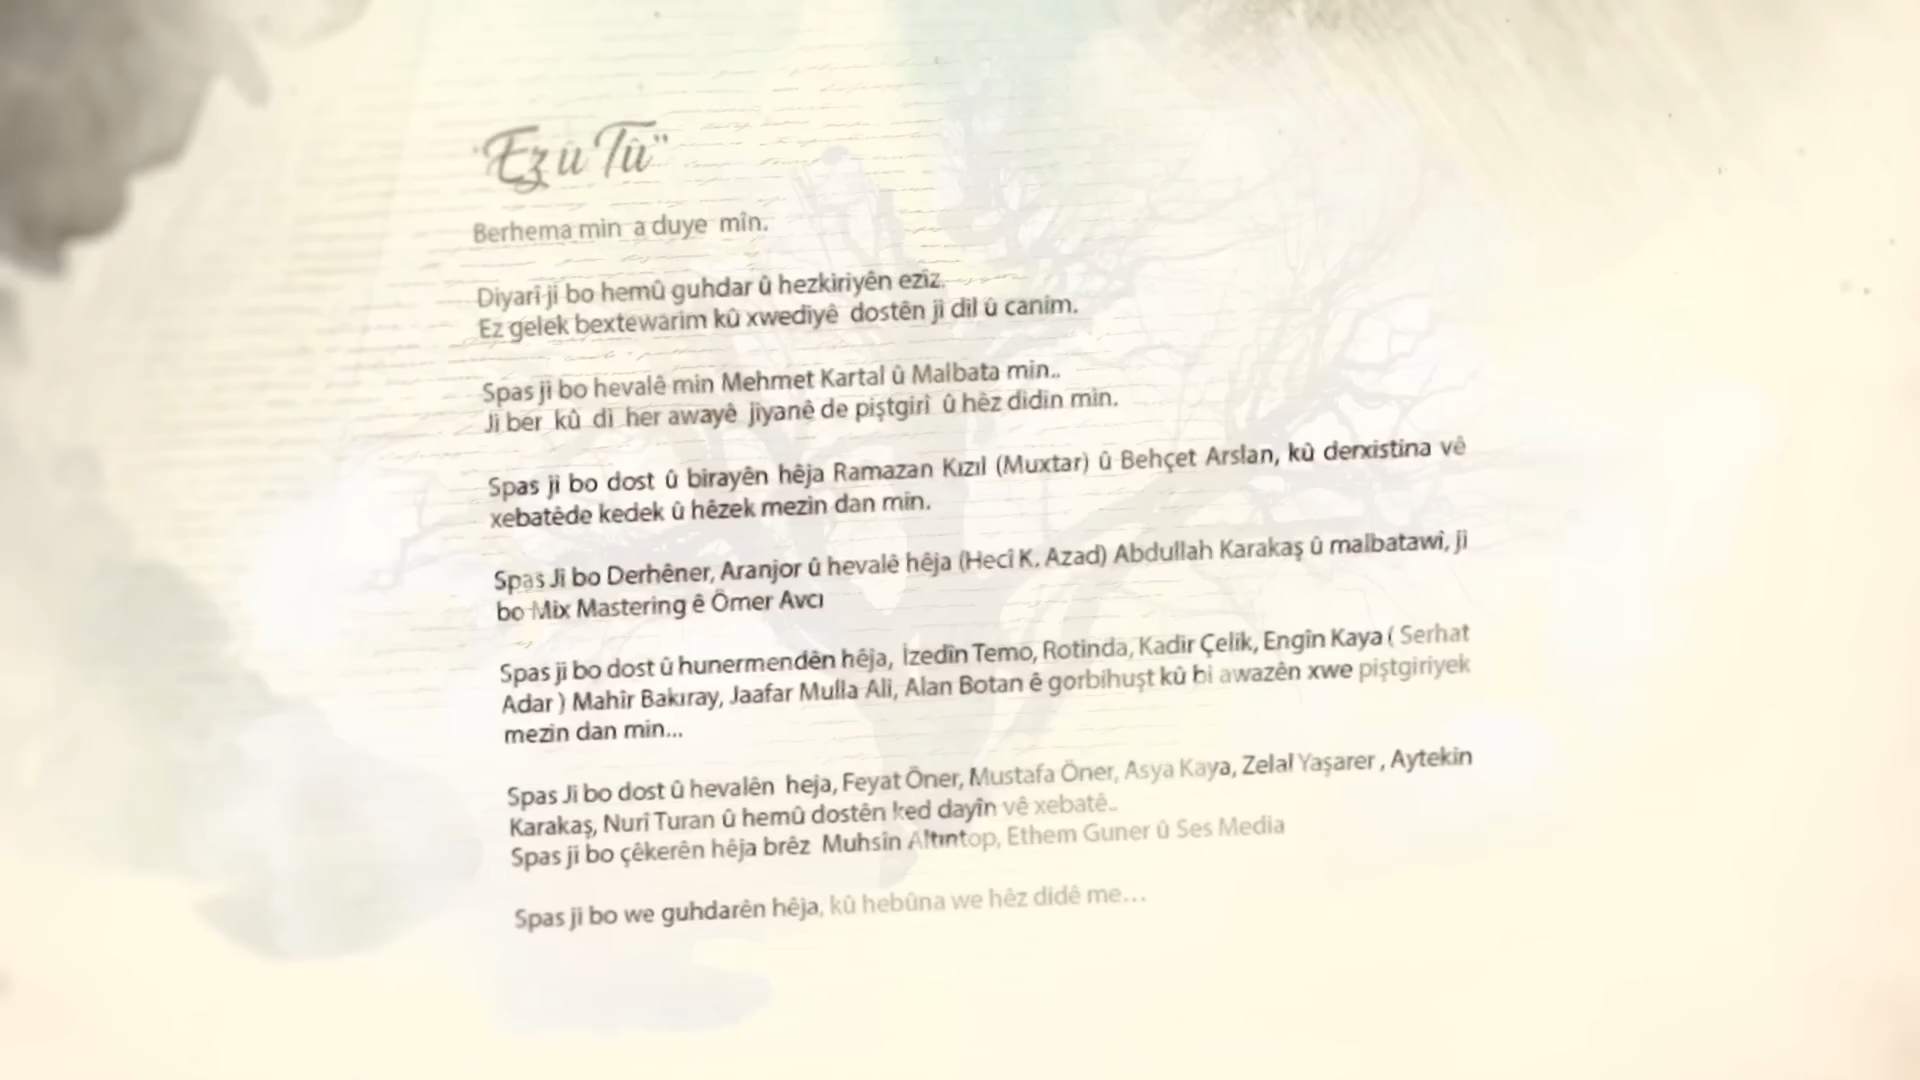 "Ez û Tû"
Berhema min a duye mîn.
Diyarî ji bo hemû guhdar û hezkiriyên ezîz.
Ez gelek bextewarim kû xwediyê dostên ji dil û canim.
Spas ji bo hevalê min Mehmet Kartal û Malbata min..
Ji ber kû di her awayê jiyanê de piştgirî û hêz didin min.
Spas ji bo dost û birayên hêja Ramazan Kızıl (Muxtar) û Behçet Arslan, kû derxistina vê
xebatêde kedek û hêzek mezin dan min.
Spas Ji bo Derhêner, Aranjor û hevalê hêja (Hecî K. Azad) Abdullah Karakaş û malbatawî, ji
bo Mix Mastering ê Ömer Avcı
Spas ji bo dost û hunermendên hêja, İzedîn Temo, Rotinda, Kadir Çelik, Engîn Kaya ( Serhat
Adar ) Mahîr Bakıray, Jaafar Mulla Ali, Alan Botan ê gorbihuşt kû bi awazên xwe piştgiriyek
mezin dan min...
Spas Ji bo dost û hevalên heja, Feyat Öner, Mustafa Öner, Asya Kaya, Zelal Yaşarer , Aytekin
Karakaş, Nurî Turan û hemû dostên ked dayîn vê xebatê..
Spas ji bo çêkerên hêja brêz Muhsîn Altıntop, Ethem Guner û Ses Media
Spas ji bo we guhdarên hêja, kû hebûna we hêz didê me...